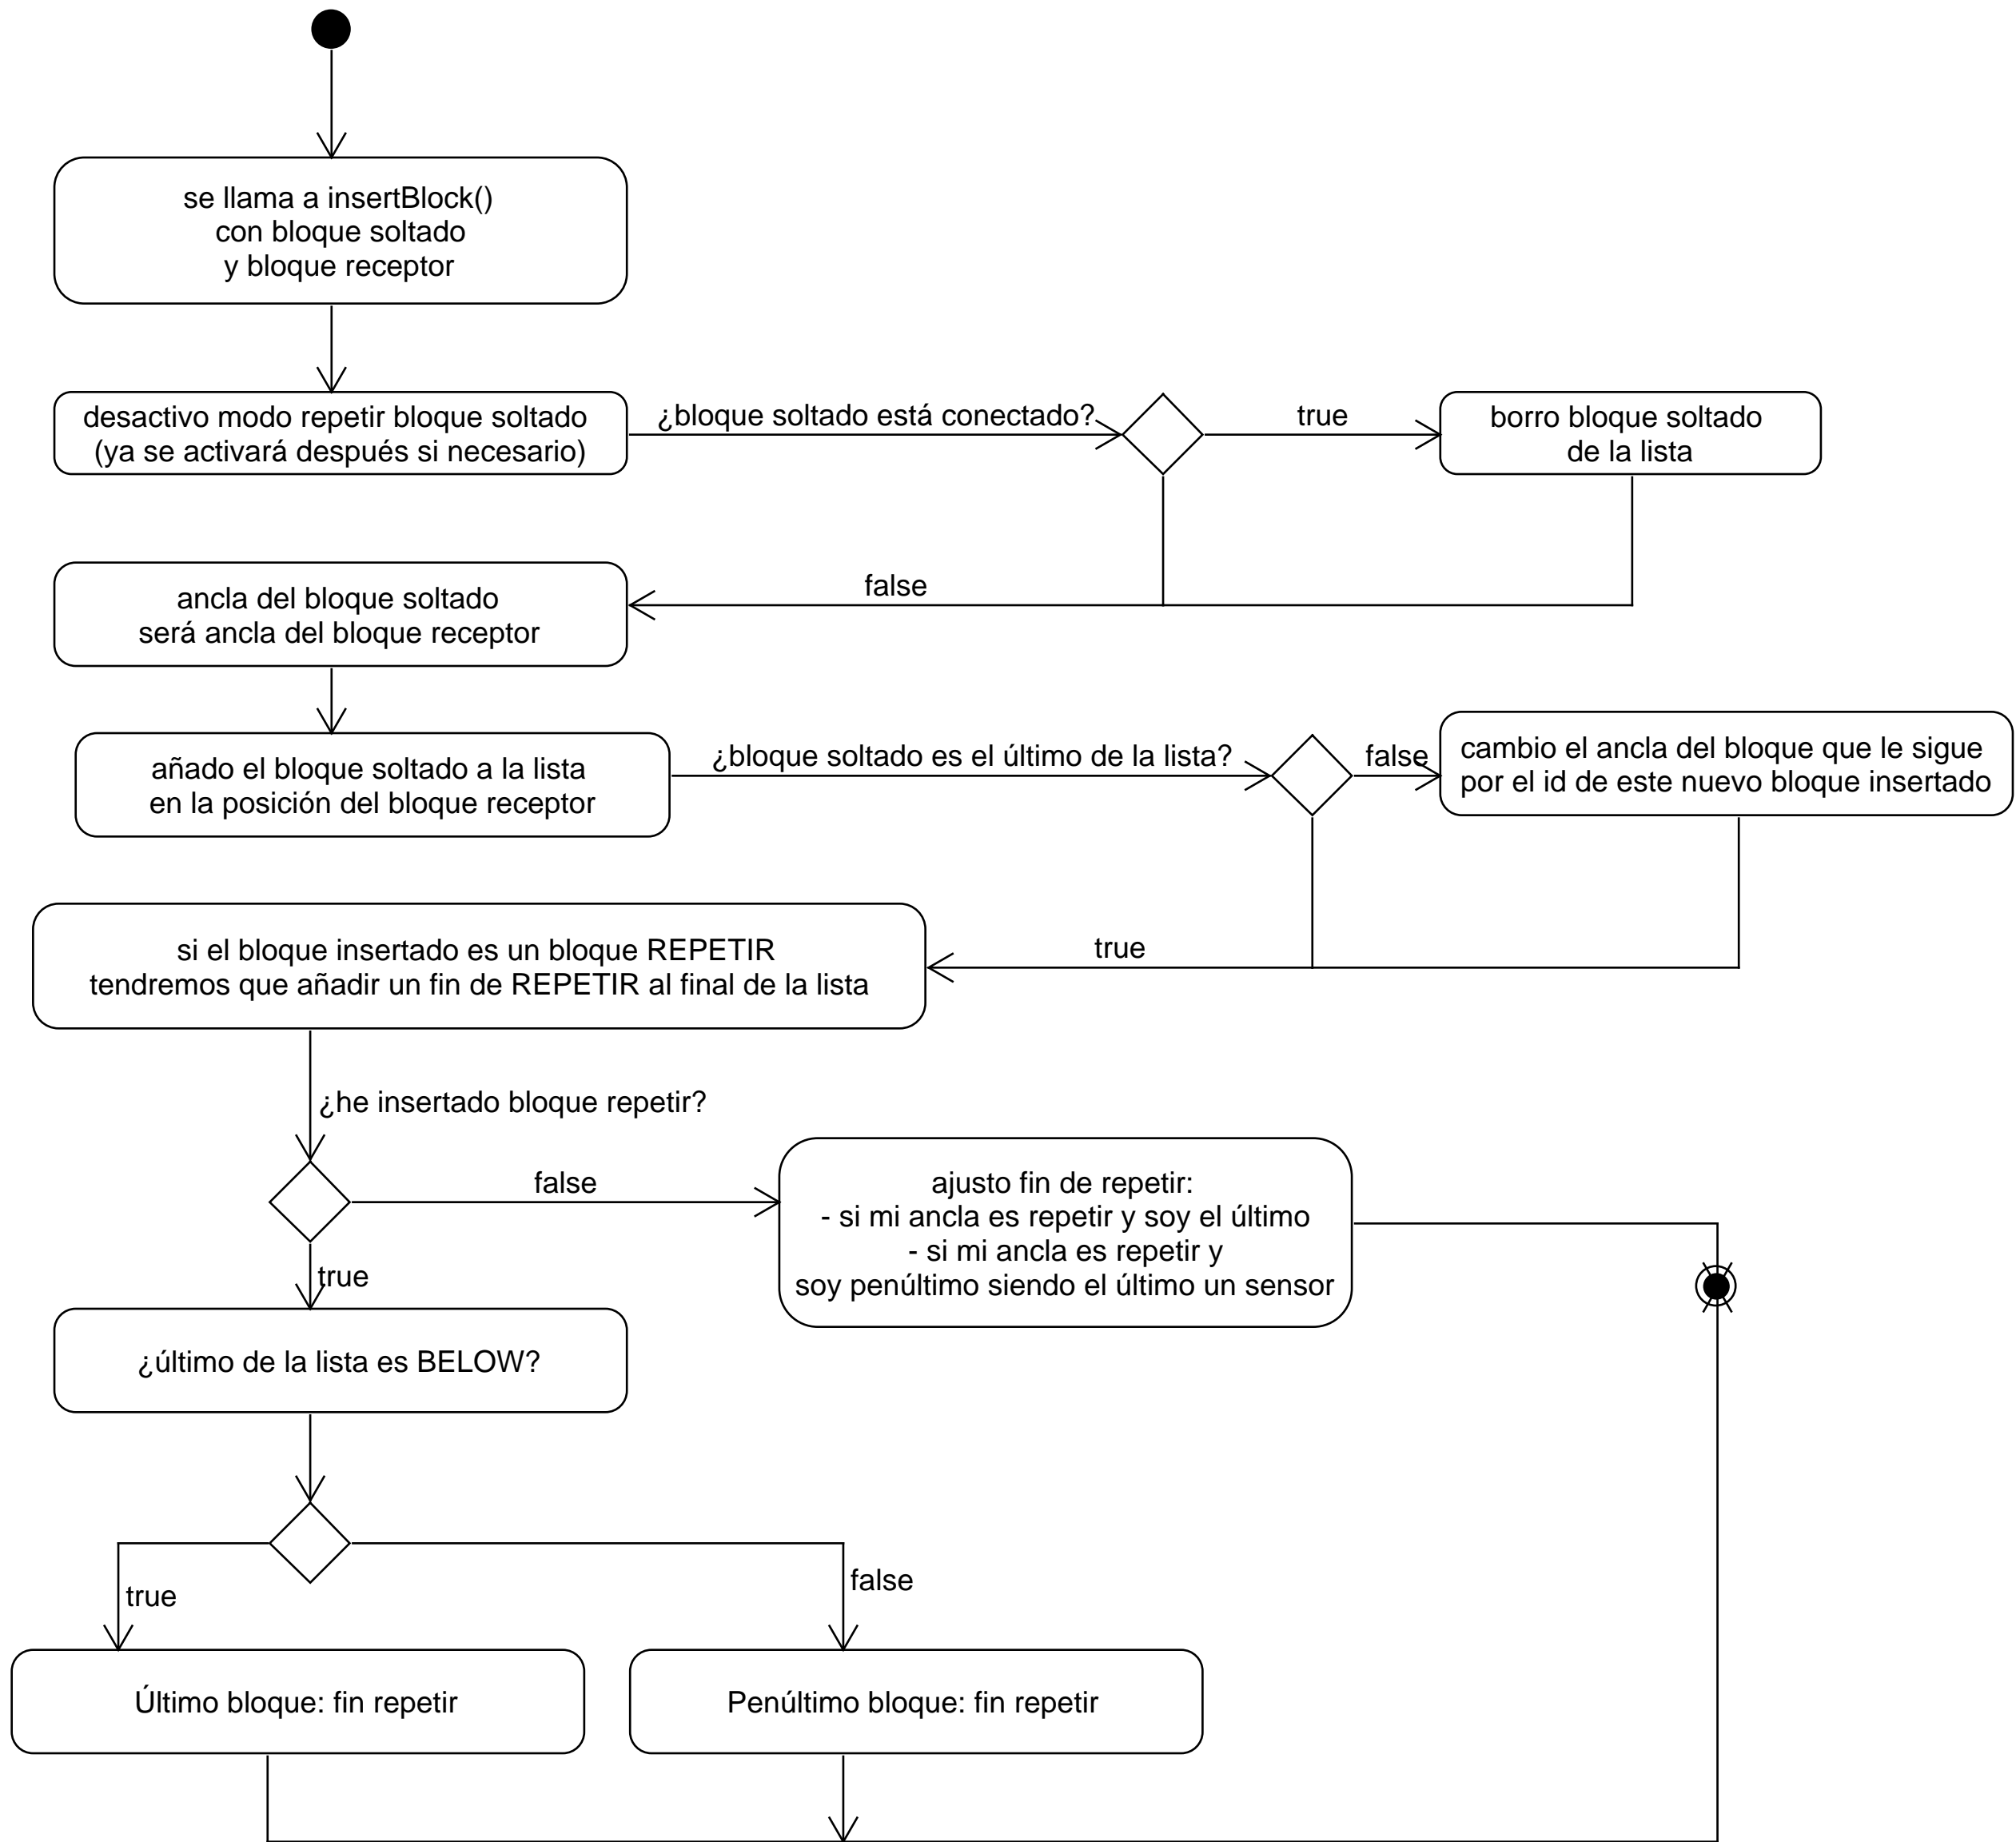 se llama a insertBlock()
con bloque soltado
y bloque receptor
desactivo modo repetir bloque soltado
(ya se activará después si necesario)
¿bloque soltado está conectado?
true
borro bloque soltado
de la lista
false
ancla del bloque soltado
será ancla del bloque receptor
añado el bloque soltado a la lista
en la posición del bloque receptor
¿bloque soltado es el último de la lista?
false
cambio el ancla del bloque que le sigue
por el id de este nuevo bloque insertado
true
si el bloque insertado es un bloque REPETIR
tendremos que añadir un fin de REPETIR al final de la lista
¿he insertado bloque repetir?
false
ajusto fin de repetir:
- si mi ancla es repetir y soy el último
- si mi ancla es repetir y
soy penúltimo siendo el último un sensor
true
¿último de la lista es BELOW?
true
false
Último bloque: fin repetir
Penúltimo bloque: fin repetir